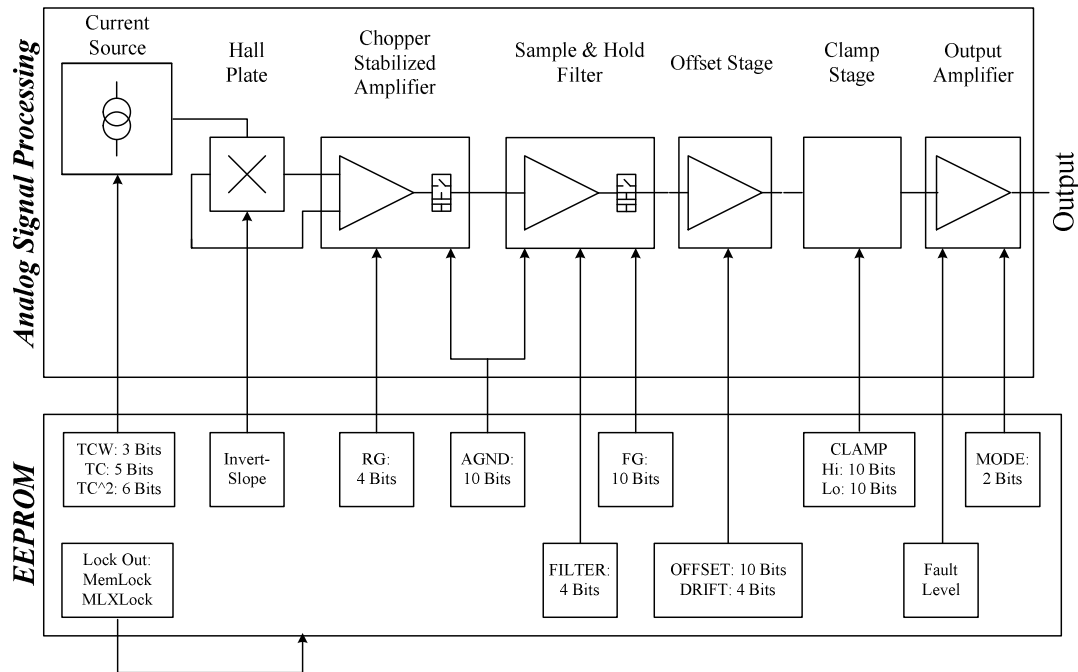 Analog Signal Processing
Current
Source
Hall
Plate
Chopper
Stabilized
Amplifier
Sample & Hold
Filter
Offset Stage
Clamp
Stage
Output
Amplifier
Output
EEPROM
TCW: 3 Bits
TC: 5 Bits
TC^2: 6 Bits
Invert-
Slope
RG:
4 Bits
AGND:
10 Bits
FG:
10 Bits
CLAMP
Hi: 10 Bits
Lo: 10 Bits
MODE:
2 Bits
Lock Out:
MemLock
MLXLock
FILTER:
4 Bits
OFFSET: 10 Bits
DRIFT: 4 Bits
Fault
Level